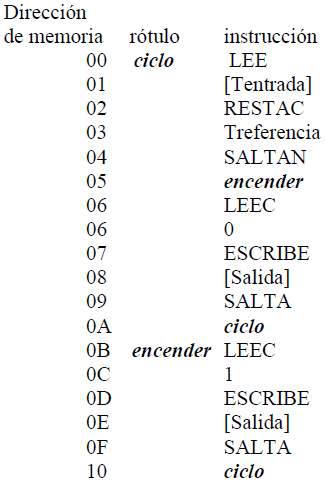 Dirección
de memoria rótulo instrucción
00 ciclo LEE
01 [Tentrada]
02 RESTAC
03 Treferencia
04 SALTAN
05 encender
06 LEEC
06 0
07 ESCRIBE
08 [Salida]
09 SALTA
0A ciclo
0B encender LEEC
0C 1
0D ESCRIBE
0E [Salida]
0F SALTA
10 ciclo